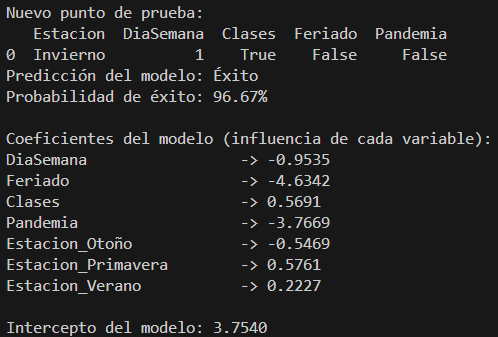 Nuevo punto de prueba:
Estacion DiaSemana Clases Feriado Pandemia
0 Invierno 1 True False False
Predicción del modelo: Éxito
Probabilidad de éxito: 96.67%
Coeficientes del modelo (influencia de cada variable):
DiaSemana -> -0.9535
Feriado -> -4.6342
Clases -> 0.5691
Pandemia -> -3.7669
Estacion_Otoño -> -0.5469
Estacion_Primavera -> 0.5761
Estacion_Verano -> 0.2227
Intercepto del modelo: 3.7540